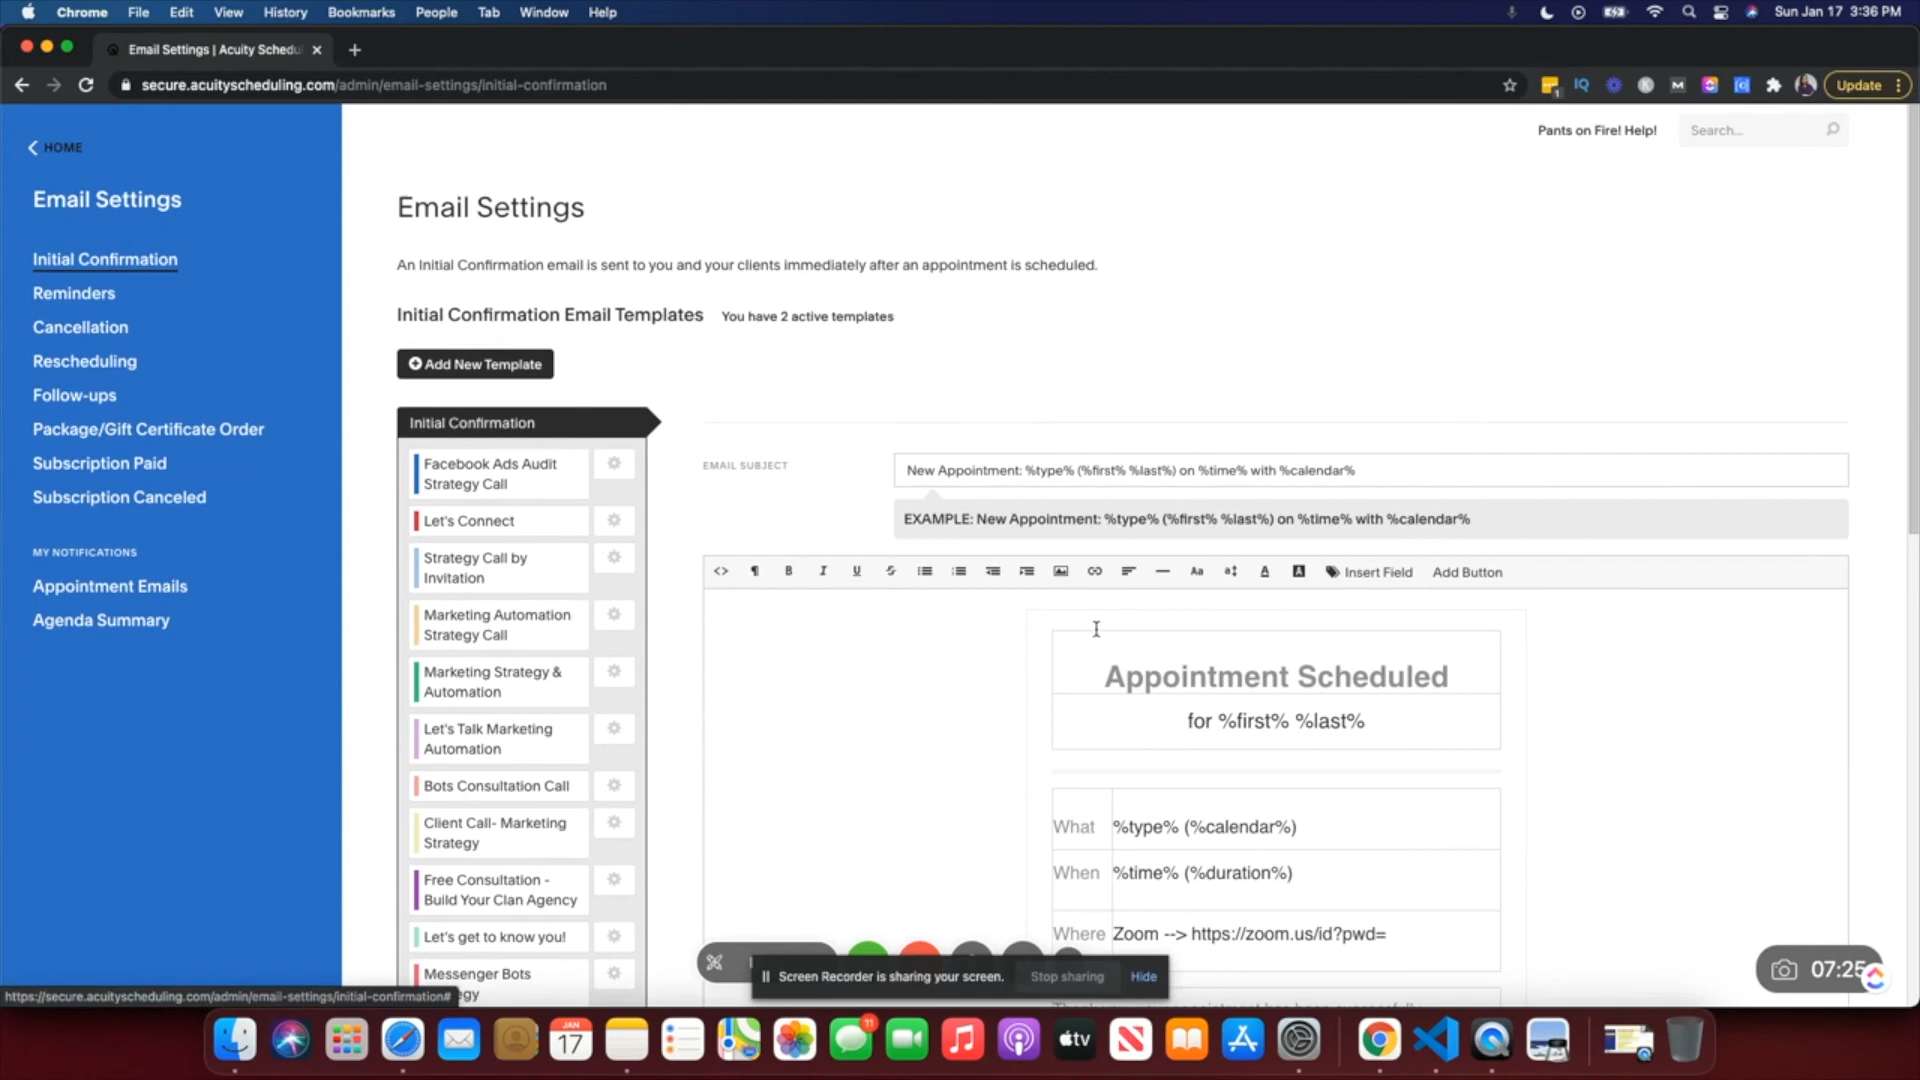 Chrome File Edit View History Bookmarks People Tab Window Help
Sun Jan 17 3:36 PM
Email Settings | Acuity Schedu
secure.acuityscheduling.com/admin/email-settings/initial-confirmation
Update
HOME
Pants on Fire! Help!
Search...
Email Settings
Initial Confirmation
Reminders
Cancellation
Rescheduling
Follow-ups
Package/Gift Certificate Order
Subscription Paid
Subscription Canceled
MY NOTIFICATIONS
Appointment Emails
Agenda Summary
Email Settings
An Initial Confirmation email is sent to you and your clients immediately after an appointment is scheduled.
Initial Confirmation Email Templates You have 2 active templates
Add New Template
Initial Confirmation
Facebook Ads Audit
Strategy Call
Let's Connect
Strategy Call by
Invitation
Marketing Automation
Strategy Call
Marketing Strategy &
Automation
Let's Talk Marketing
Automation
Bots Consultation Call
Client Call- Marketing
Strategy
Free Consultation -
Build Your Clan Agency
Let's get to know you!
Messenger Bots
EMAIL SUBJECT
New Appointment: %type% (%first% %last%) on %time% with %calendar%
EXAMPLE: New Appointment: %type% (%first% %last%) on %time% with %calendar%
Insert Field Add Button
Appointment Scheduled
for %first% %last%
What %type% (%calendar%)
When %time% (%duration%)
Where Zoom --> https://zoom.us/id?pwd=
Screen Recorder is sharing your screen. Stop sharing Hide
07:25
https://secure.acuityscheduling.com/admin/email-settings/initial-confirmation#
JAN
17
11
tv